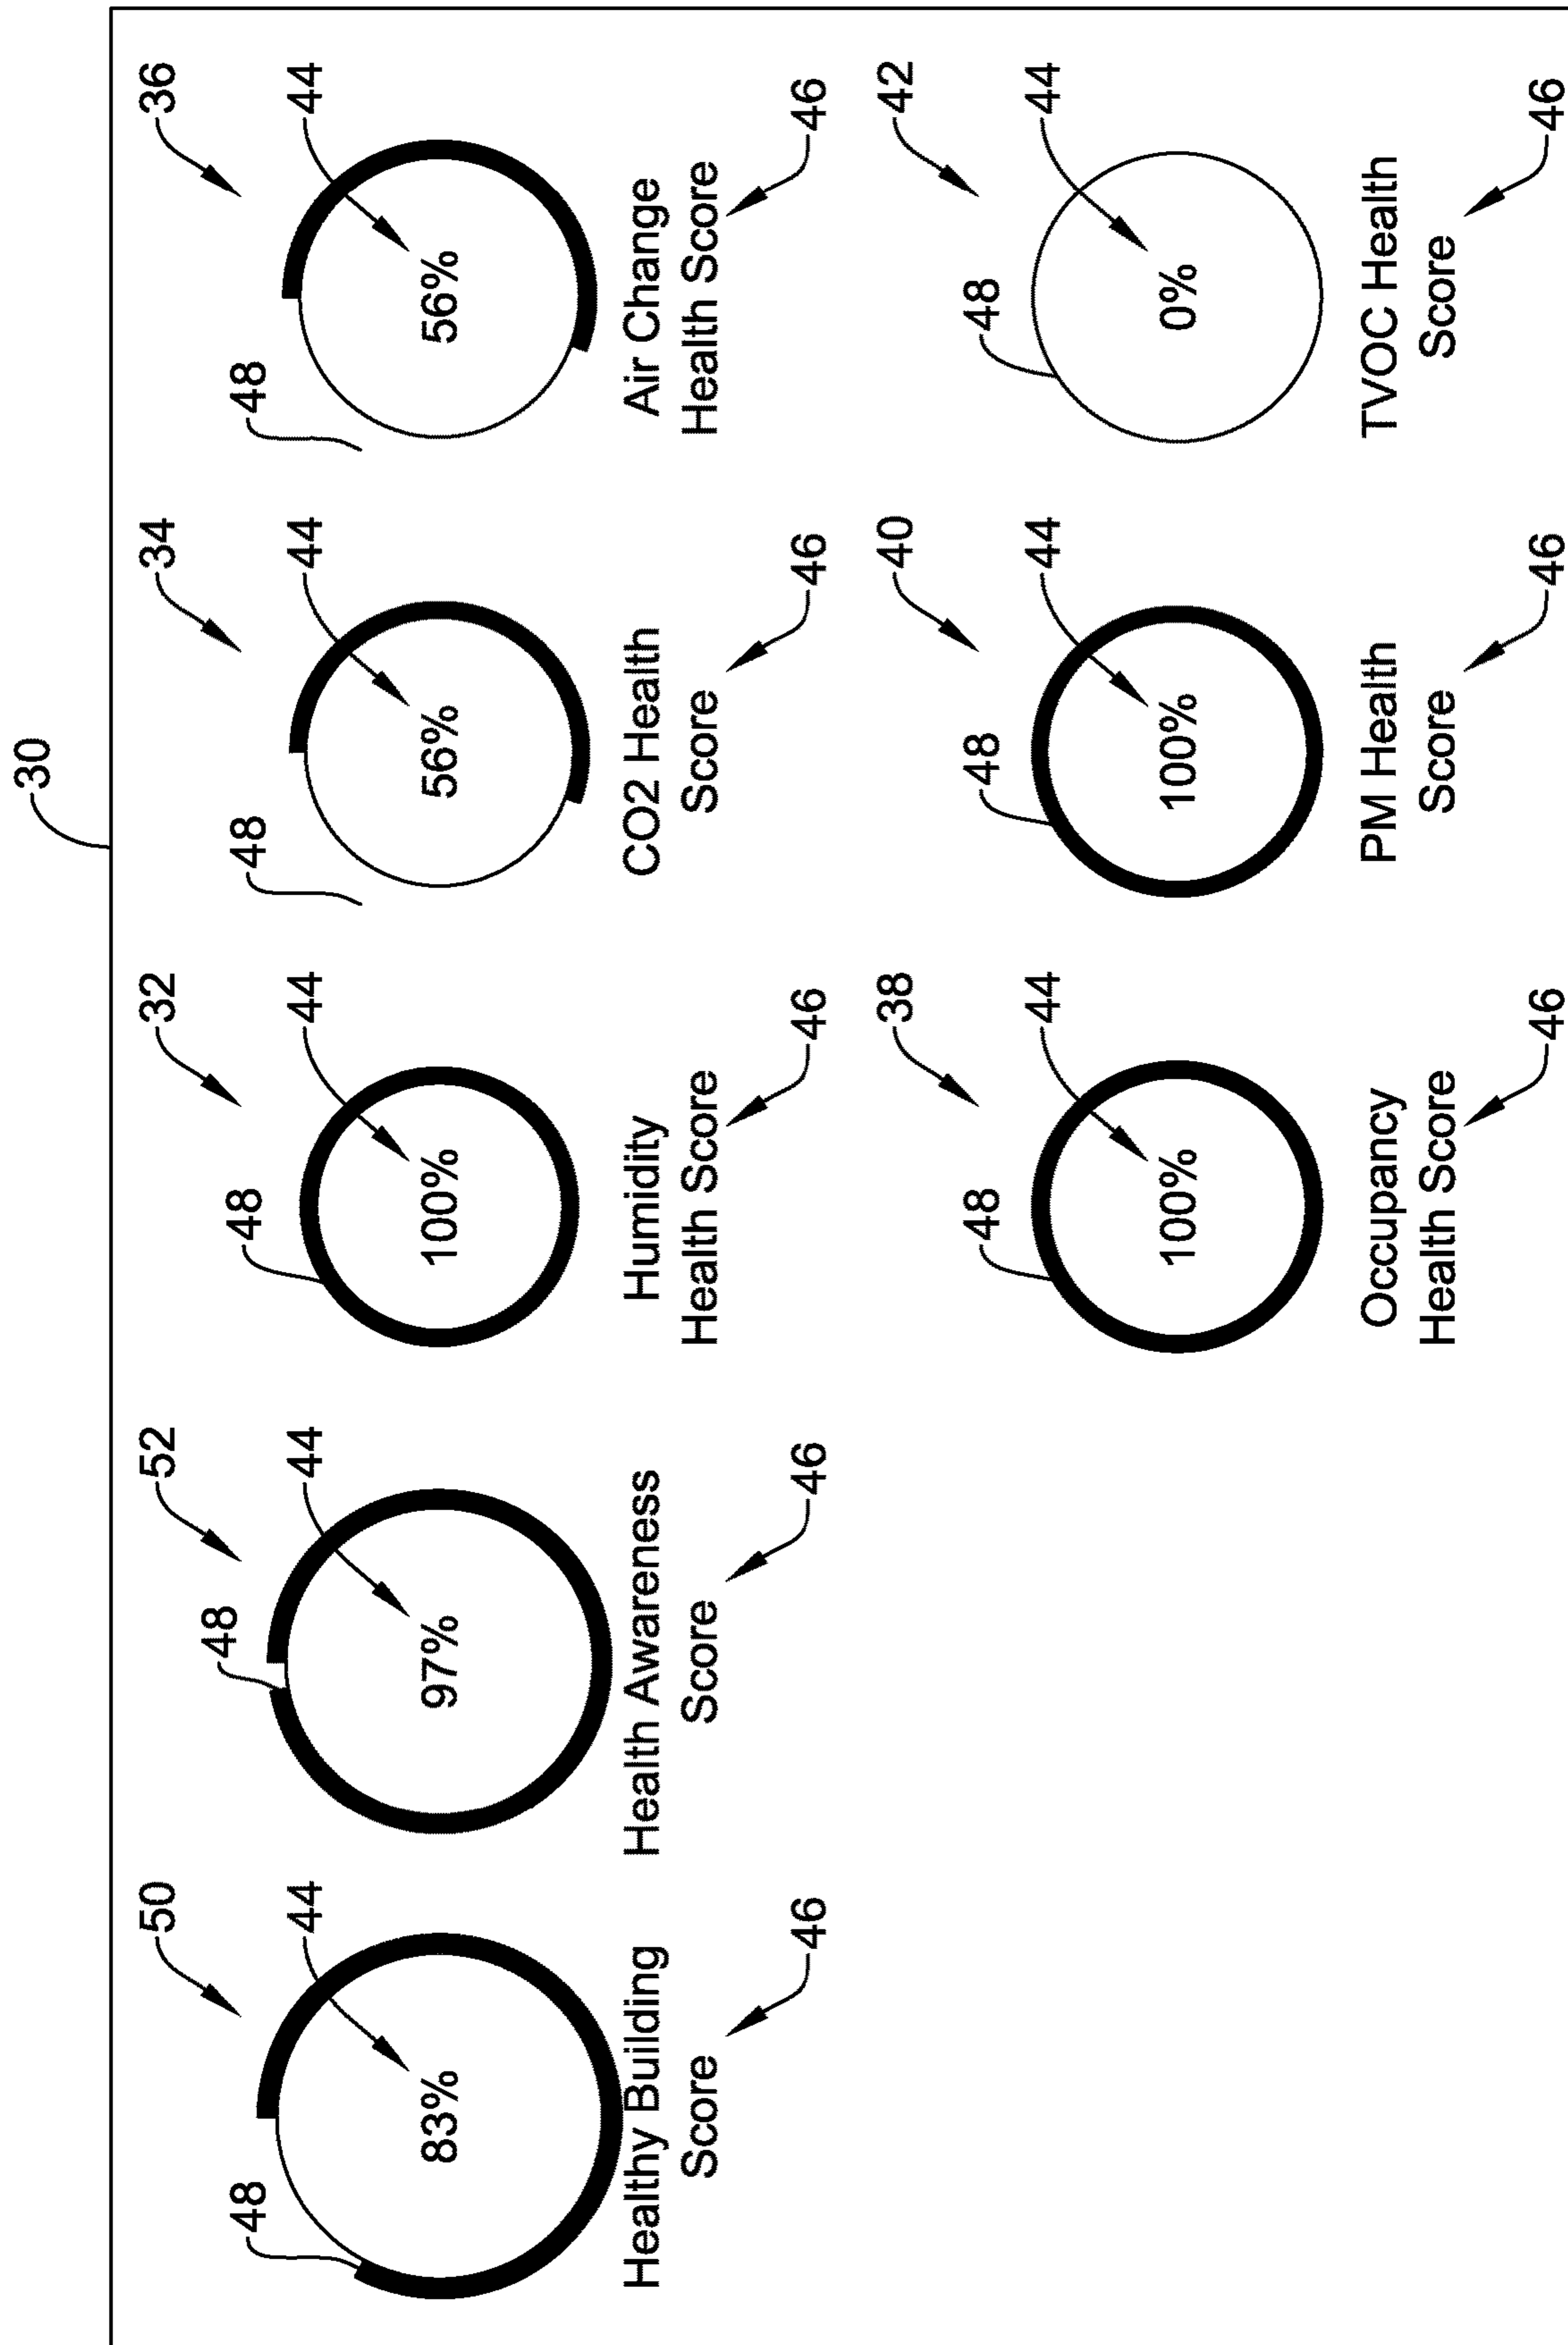 30
50
52
32
34
36
44
44
44
44
44
48
48
48
48
48
83%
97%
100%
56%
56%
Healthy Building
Score
Health Awareness
Score
Humidity
Health Score
CO2 Health
Score
Air Change
Health Score
46
46
46
46
46
38
40
42
44
44
44
48
48
48
100%
100%
0%
Occupancy
Health Score
PM Health
Score
TVOC Health
Score
46
46
46